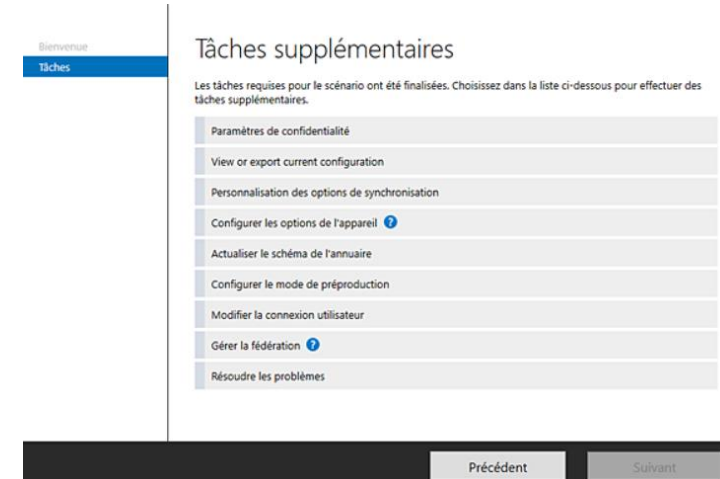 Bienvenue
Tâches
Tâches supplémentaires
Les tâches requises pour le scénario ont été finalisées. Choisissez dans la liste ci-dessous pour effectuer des
tâches supplémentaires.
Paramètres de confidentialité
View or export current configuration
Personnalisation des options de synchronisation
Configurer les options de l'appareil ?
Actualiser le schéma de l'annuaire
Configurer le mode de préproduction
Modifier la connexion utilisateur
Gérer la fédération ?
Résoudre les problèmes
Précédent
Suivant